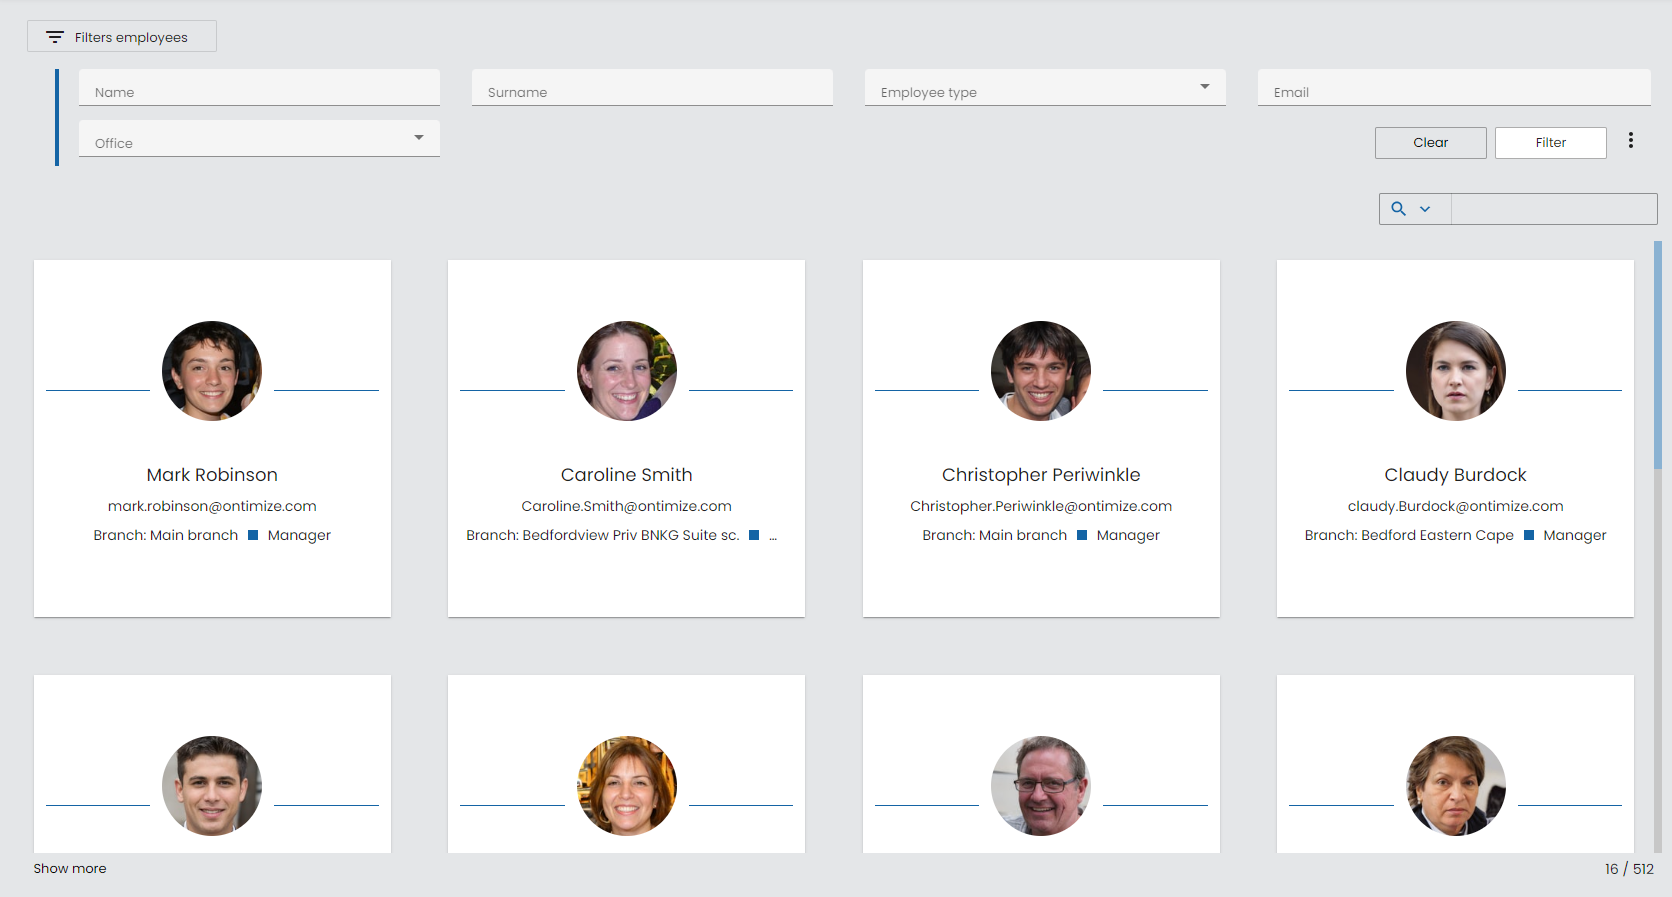 Filters employees
Name
Surname
Employee type
Email
Office
Clear
Filter
Mark Robinson
mark.robinson@ontimize.com
Branch: Main branch Manager
Caroline Smith
Caroline.Smith@ontimize.com
Branch: Bedfordview Priv BNKG Suite sc. ...
Christopher Periwinkle
Christopher.Periwinkle@ontimize.com
Branch: Main branch Manager
Claudy Burdock
claudy.Burdock@ontimize.com
Branch: Bedford Eastern Cape Manager
Show more
16 / 512